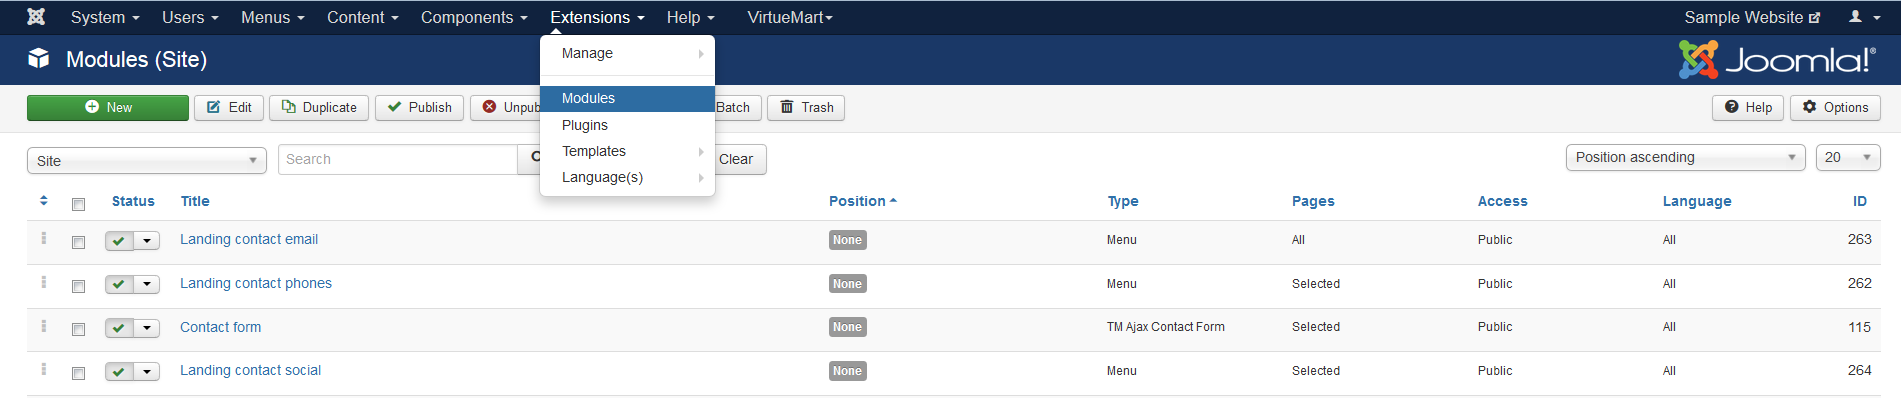 System Users Menus Content Components Extensions Help VirtueMart Sample Website
Modules (Site) Joomla!
Manage
New Edit Duplicate Publish Batch Trash Help Options
Modules
Plugins
Templates
Language(s)
Site Search Clear Position ascending 20
Status Title Position Type Pages Access Language ID
Landing contact email None Menu All Public All 263
Landing contact phones None Menu Selected Public All 262
Contact form None TM Ajax Contact Form Selected Public All 115
Landing contact social None Menu Selected Public All 264